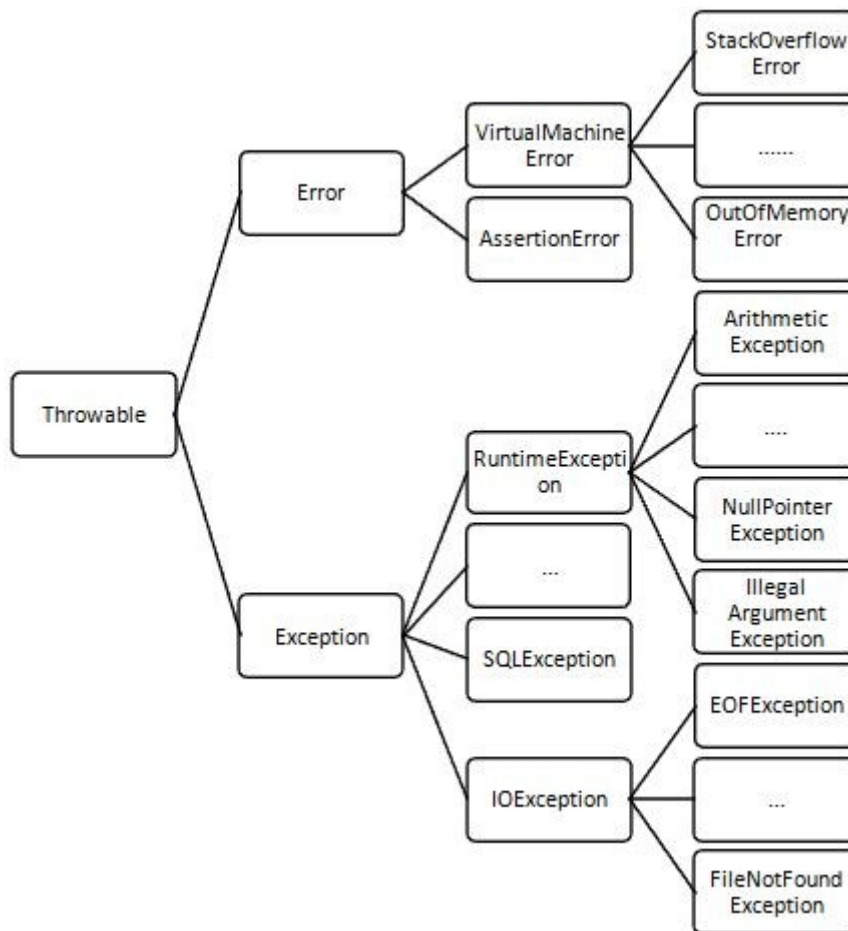 StackOverflow
Error
VirtualMachine
Error
......
Error
OutOfMemory
Error
AssertionError
Arithmetic
Exception
Throwable
....
RuntimeExcepti
on
NullPointer
Exception
...
Illegal
Argument
Exception
Exception
SQLException
EOFException
IOException
...
FileNotFound
Exception